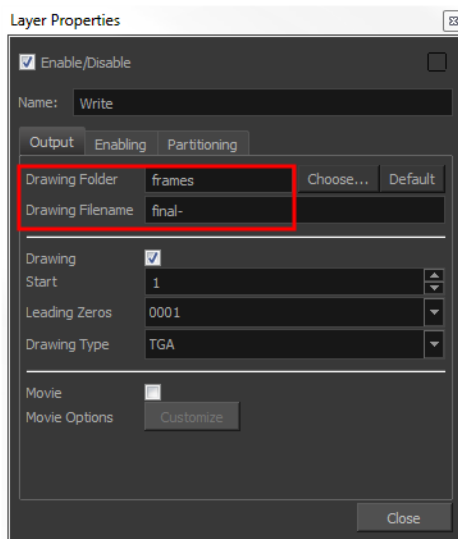 Layer Properties
Enable/Disable
Name: Write
Output Enabling Partitioning
Drawing Folder frames Choose... Default
Drawing Filename final-
Drawing
Start 1
Leading Zeros 0001
Drawing Type TGA
Movie
Movie Options Customize
Close